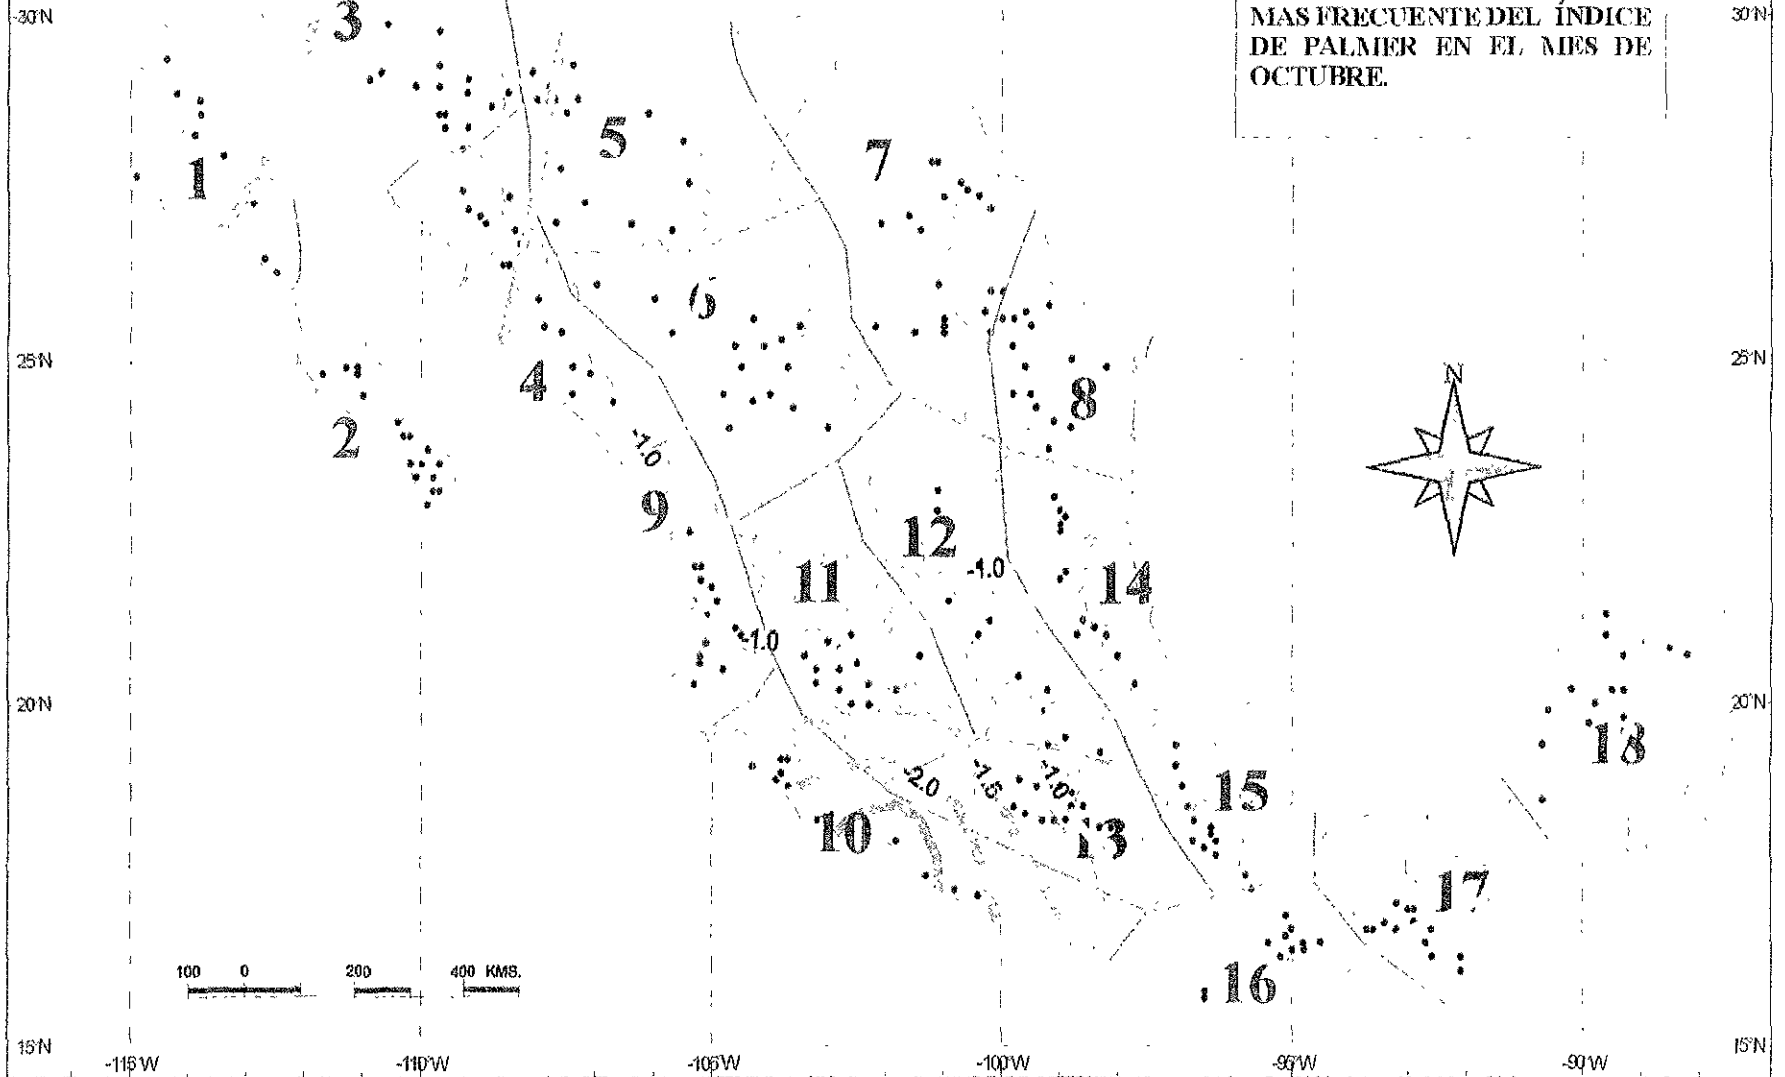 30°N
3
MAS FRECUENTE DEL ÍNDICE
30°N
DE PALMER EN EL MES DE
OCTUBRE.
5
7
1
6
25°N
25°N
4
8
N
2
-1.0
9
12
11
-1.0
14
-1.0
20°N
20°N
18
-2.0
-1.5
-1.0
15
10
13
17
16
100 0 200 400 KMS.
15°N
15°N
-115°W
-110°W
-105°W
-100°W
-95°W
-90°W